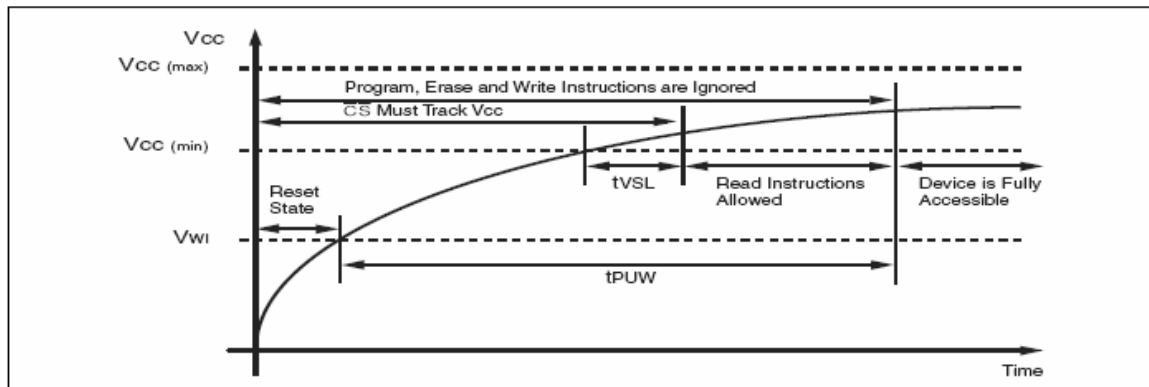 Vcc
Vcc (max)
Program, Erase and Write Instructions are Ignored
C̅S̅ Must Track Vcc
Vcc (min)
Reset
State
tVSL
Read Instructions
Allowed
Device is Fully
Accessible
VWI
tPUW
Time